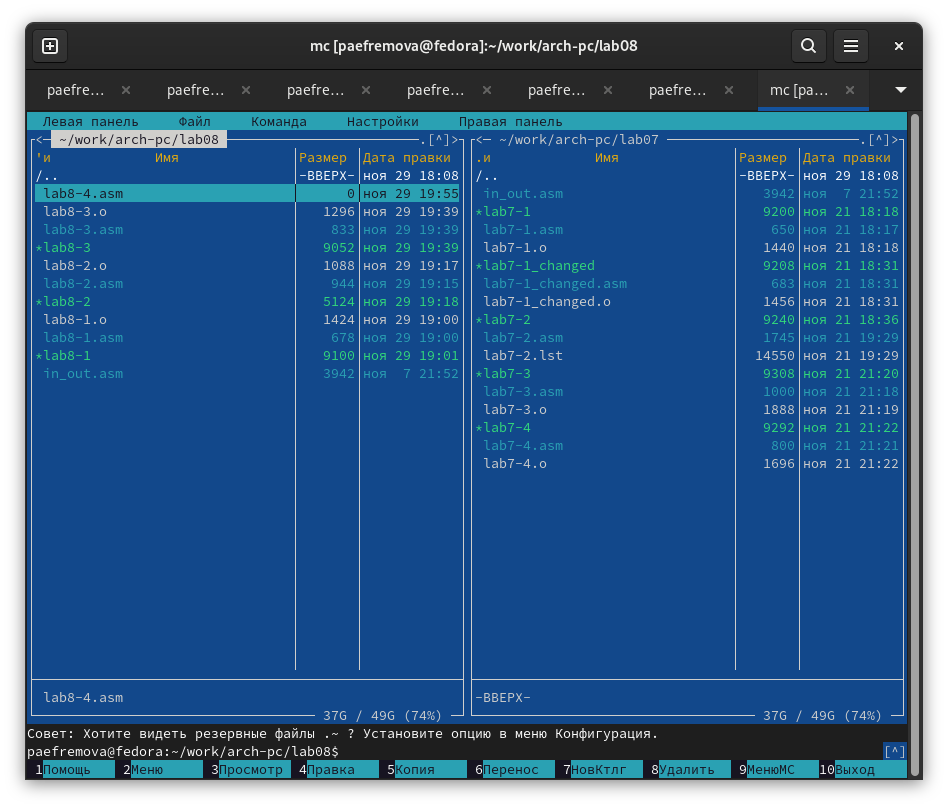 mc [paefremova@fedora]:~/work/arch-pc/lab08
paefre... × paefre... × paefre... × paefre... × paefre... × paefre... × mc [pa... ×
Левая панель Файл Команда Настройки Правая панель
<─ ~/work/arch-pc/lab08 .[^]> <─ ~/work/arch-pc/lab07 .[^]>
'и Имя Размер Дата правки .и Имя Размер Дата правки
/.. -ВВЕРХ- ноя 29 18:08 /.. -ВВЕРХ- ноя 29 18:08
lab8-4.asm 0 ноя 29 19:55 in_out.asm 3942 ноя 7 21:52
lab8-3.o 1296 ноя 29 19:39 *lab7-1 9200 ноя 21 18:18
lab8-3.asm 833 ноя 29 19:39 lab7-1.asm 650 ноя 21 18:17
*lab8-3 9052 ноя 29 19:39 lab7-1.o 1440 ноя 21 18:18
lab8-2.o 1088 ноя 29 19:17 *lab7-1_changed 9208 ноя 21 18:31
lab8-2.asm 944 ноя 29 19:15 lab7-1_changed.asm 683 ноя 21 18:31
*lab8-2 5124 ноя 29 19:18 lab7-1_changed.o 1456 ноя 21 18:31
lab8-1.o 1424 ноя 29 19:00 *lab7-2 9240 ноя 21 18:36
lab8-1.asm 678 ноя 29 19:00 lab7-2.asm 1745 ноя 21 19:29
*lab8-1 9100 ноя 29 19:01 lab7-2.lst 14550 ноя 21 19:29
in_out.asm 3942 ноя 7 21:52 *lab7-3 9308 ноя 21 21:20
lab7-3.asm 1000 ноя 21 21:18
lab7-3.o 1888 ноя 21 21:19
*lab7-4 9292 ноя 21 21:22
lab7-4.asm 800 ноя 21 21:21
lab7-4.o 1696 ноя 21 21:22
lab8-4.asm -ВВЕРХ-
37G / 49G (74%) 37G / 49G (74%)
Совет: Хотите видеть резервные файлы .~ ? Установите опцию в меню Конфигурация.
paefremova@fedora:~/work/arch-pc/lab08$ [^]
1Помощь 2Меню 3Просмотр 4Правка 5Копия 6Перенос 7НовКтлг 8Удалить 9МенюMC 10Выход